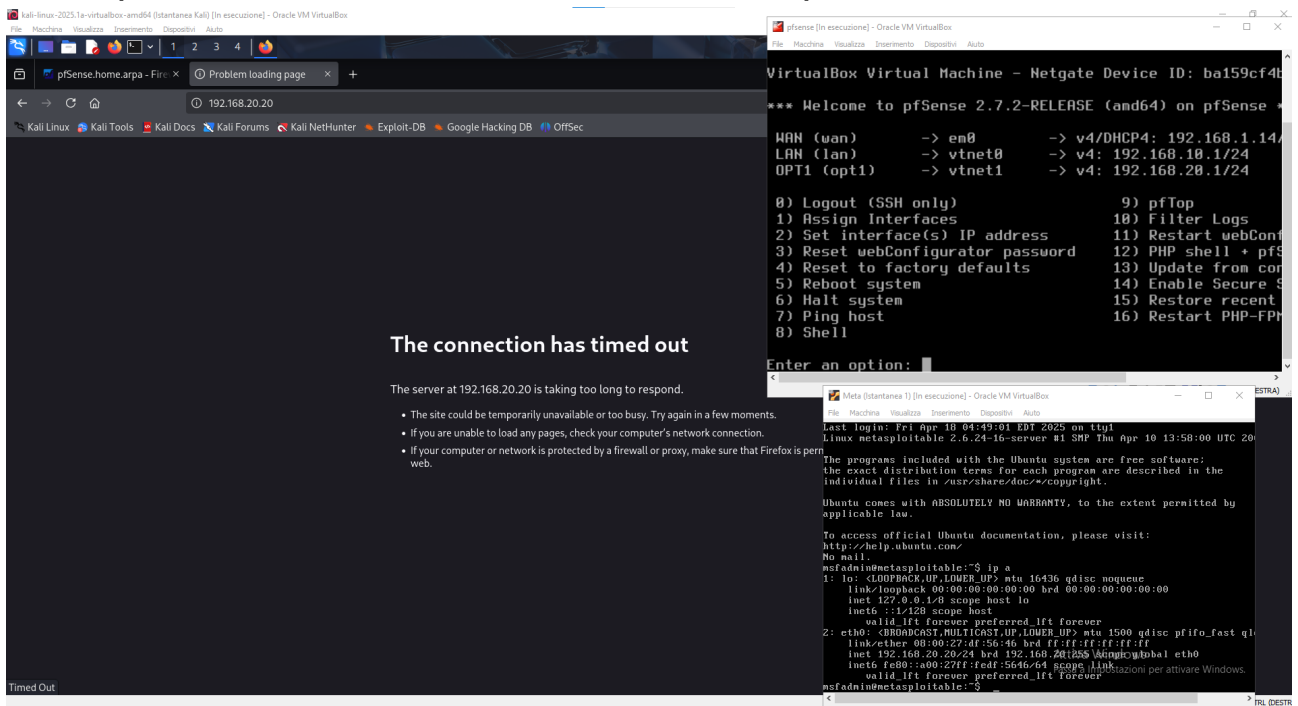 kali-linux-2025.1a-virtualbox-amd64 (Istantanea Kali) [In esecuzione] - Oracle VM VirtualBox
File Macchina Visualizza Inserimento Dispositivi Aiuto
1 2 3 4
pfSense.home.arpa - Fire
Problem loading page
192.168.20.20
Kali Linux Kali Tools Kali Docs Kali Forums Kali NetHunter Exploit-DB Google Hacking DB OffSec
The connection has timed out
The server at 192.168.20.20 is taking too long to respond.
The site could be temporarily unavailable or too busy. Try again in a few moments.
If you are unable to load any pages, check your computer's network connection.
If your computer or network is protected by a firewall or proxy, make sure that Firefox is perm
web.
Timed Out
pfsense [In esecuzione] - Oracle VM VirtualBox
File Macchina Visualizza Inserimento Dispositivi Aiuto
VirtualBox Virtual Machine - Netgate Device ID: ba159cf4b
*** Welcome to pfSense 2.7.2-RELEASE (amd64) on pfSense *
WAN (wan) -> em0 -> v4/DHCP4: 192.168.1.14/
LAN (lan) -> vtnet0 -> v4: 192.168.10.1/24
OPT1 (opt1) -> vtnet1 -> v4: 192.168.20.1/24
0) Logout (SSH only) 9) pfTop
1) Assign Interfaces 10) Filter Logs
2) Set interface(s) IP address 11) Restart webConf
3) Reset webConfigurator password 12) PHP shell + pfS
4) Reset to factory defaults 13) Update from con
5) Reboot system 14) Enable Secure S
6) Halt system 15) Restore recent
7) Ping host 16) Restart PHP-FPM
8) Shell
Enter an option:
ESTRA)
Meta (Istantanea 1) [In esecuzione] - Oracle VM VirtualBox
File Macchina Visualizza Inserimento Dispositivi Aiuto
Last login: Fri Apr 18 04:49:01 EDT 2025 on tty1
Linux metasploitable 2.6.24-16-server #1 SMP Thu Apr 10 13:58:00 UTC 200
The programs included with the Ubuntu system are free software;
the exact distribution terms for each program are described in the
individual files in /usr/share/doc/*/copyright.
Ubuntu comes with ABSOLUTELY NO WARRANTY, to the extent permitted by
applicable law.
To access official Ubuntu documentation, please visit:
http://help.ubuntu.com/
No mail.
msfadmin@metasploitable:~$ ip a
1: lo: <LOOPBACK,UP,LOWER_UP> mtu 16436 qdisc noqueue
link/loopback 00:00:00:00:00:00 brd 00:00:00:00:00:00
inet 127.0.0.1/8 scope host lo
inet6 ::1/128 scope host
valid_lft forever preferred_lft forever
2: eth0: <BROADCAST,MULTICAST,UP,LOWER_UP> mtu 1500 qdisc pfifo_fast qle
link/ether 08:00:27:df:56:46 brd ff:ff:ff:ff:ff:ff
inet 192.168.20.20/24 brd 192.168.20.255 scope global eth0
inet6 fe80::a00:27ff:fedf:5646/64 scope link
valid_lft forever preferred_lft forever
msfadmin@metasploitable:~$
Passa a Impostazioni per attivare Windows.
TRL (DESTR